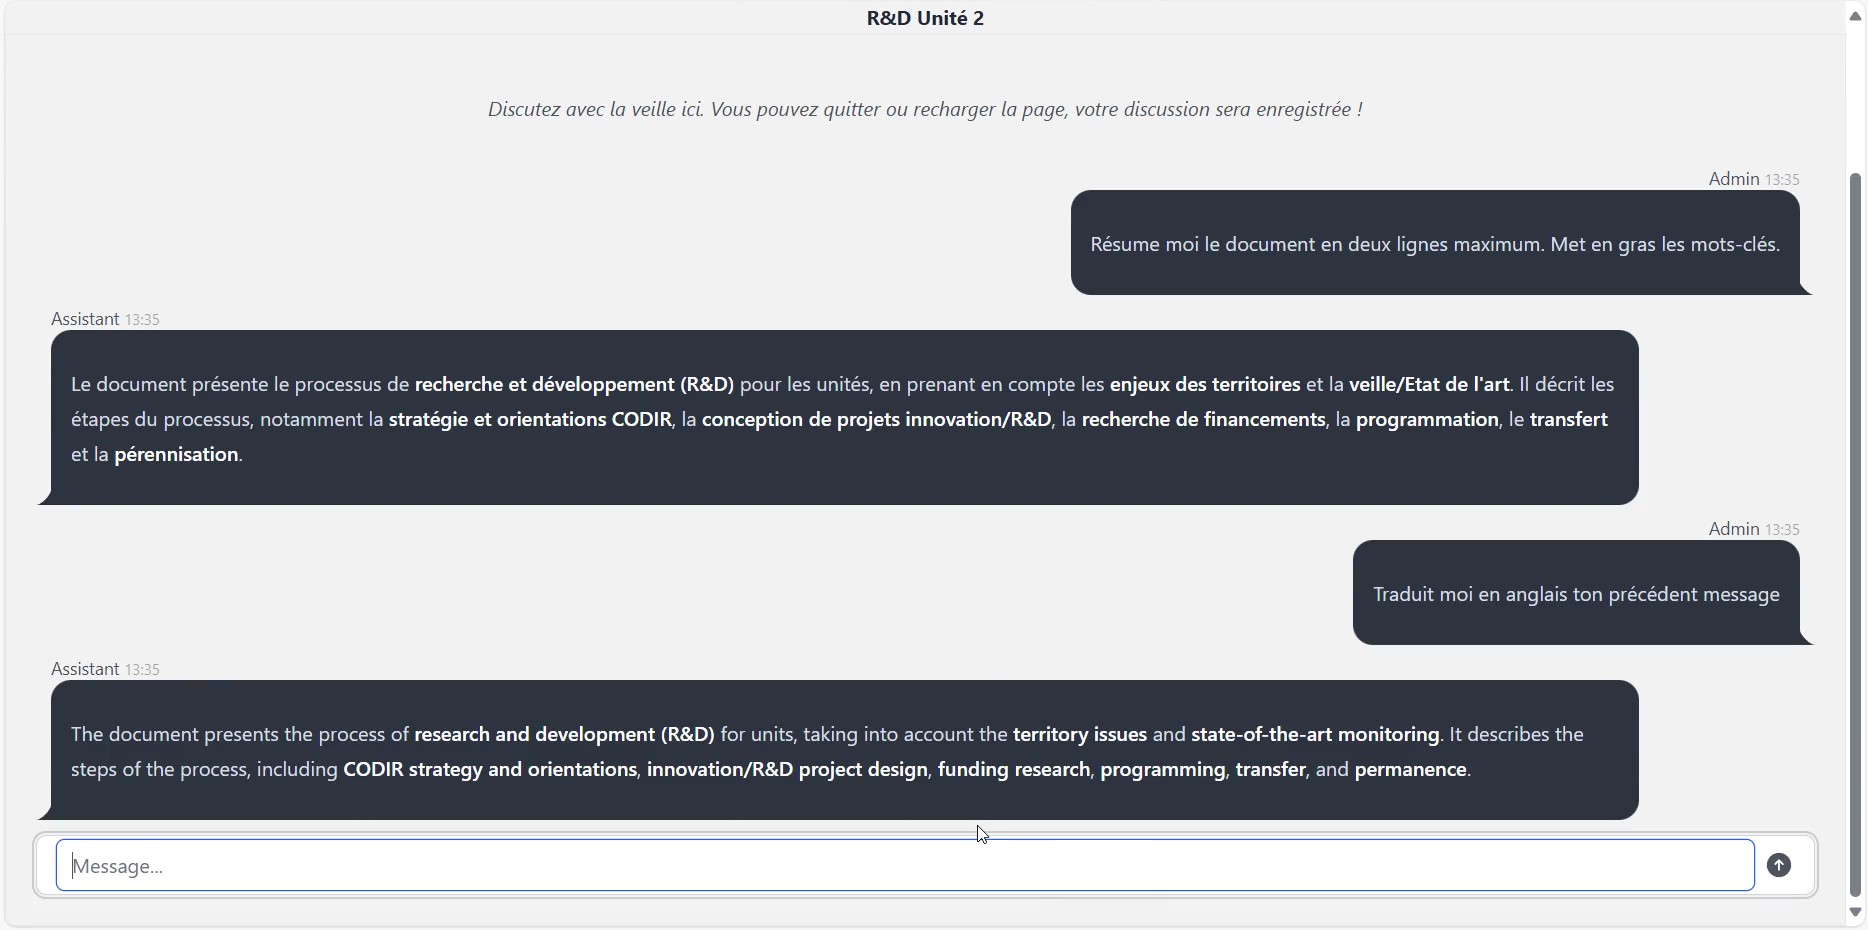 R&D Unité 2
Discutez avec la veille ici. Vous pouvez quitter ou recharger la page, votre discussion sera enregistrée !
Admin 13:35
Résume moi le document en deux lignes maximum. Met en gras les mots-clés.
Assistant 13:35
Le document présente le processus de recherche et développement (R&D) pour les unités, en prenant en compte les enjeux des territoires et la veille/Etat de l'art. Il décrit les
étapes du processus, notamment la stratégie et orientations CODIR, la conception de projets innovation/R&D, la recherche de financements, la programmation, le transfert
et la pérennisation.
Admin 13:35
Traduit moi en anglais ton précédent message
Assistant 13:35
The document presents the process of research and development (R&D) for units, taking into account the territory issues and state-of-the-art monitoring. It describes the
steps of the process, including CODIR strategy and orientations, innovation/R&D project design, funding research, programming, transfer, and permanence.
Message...